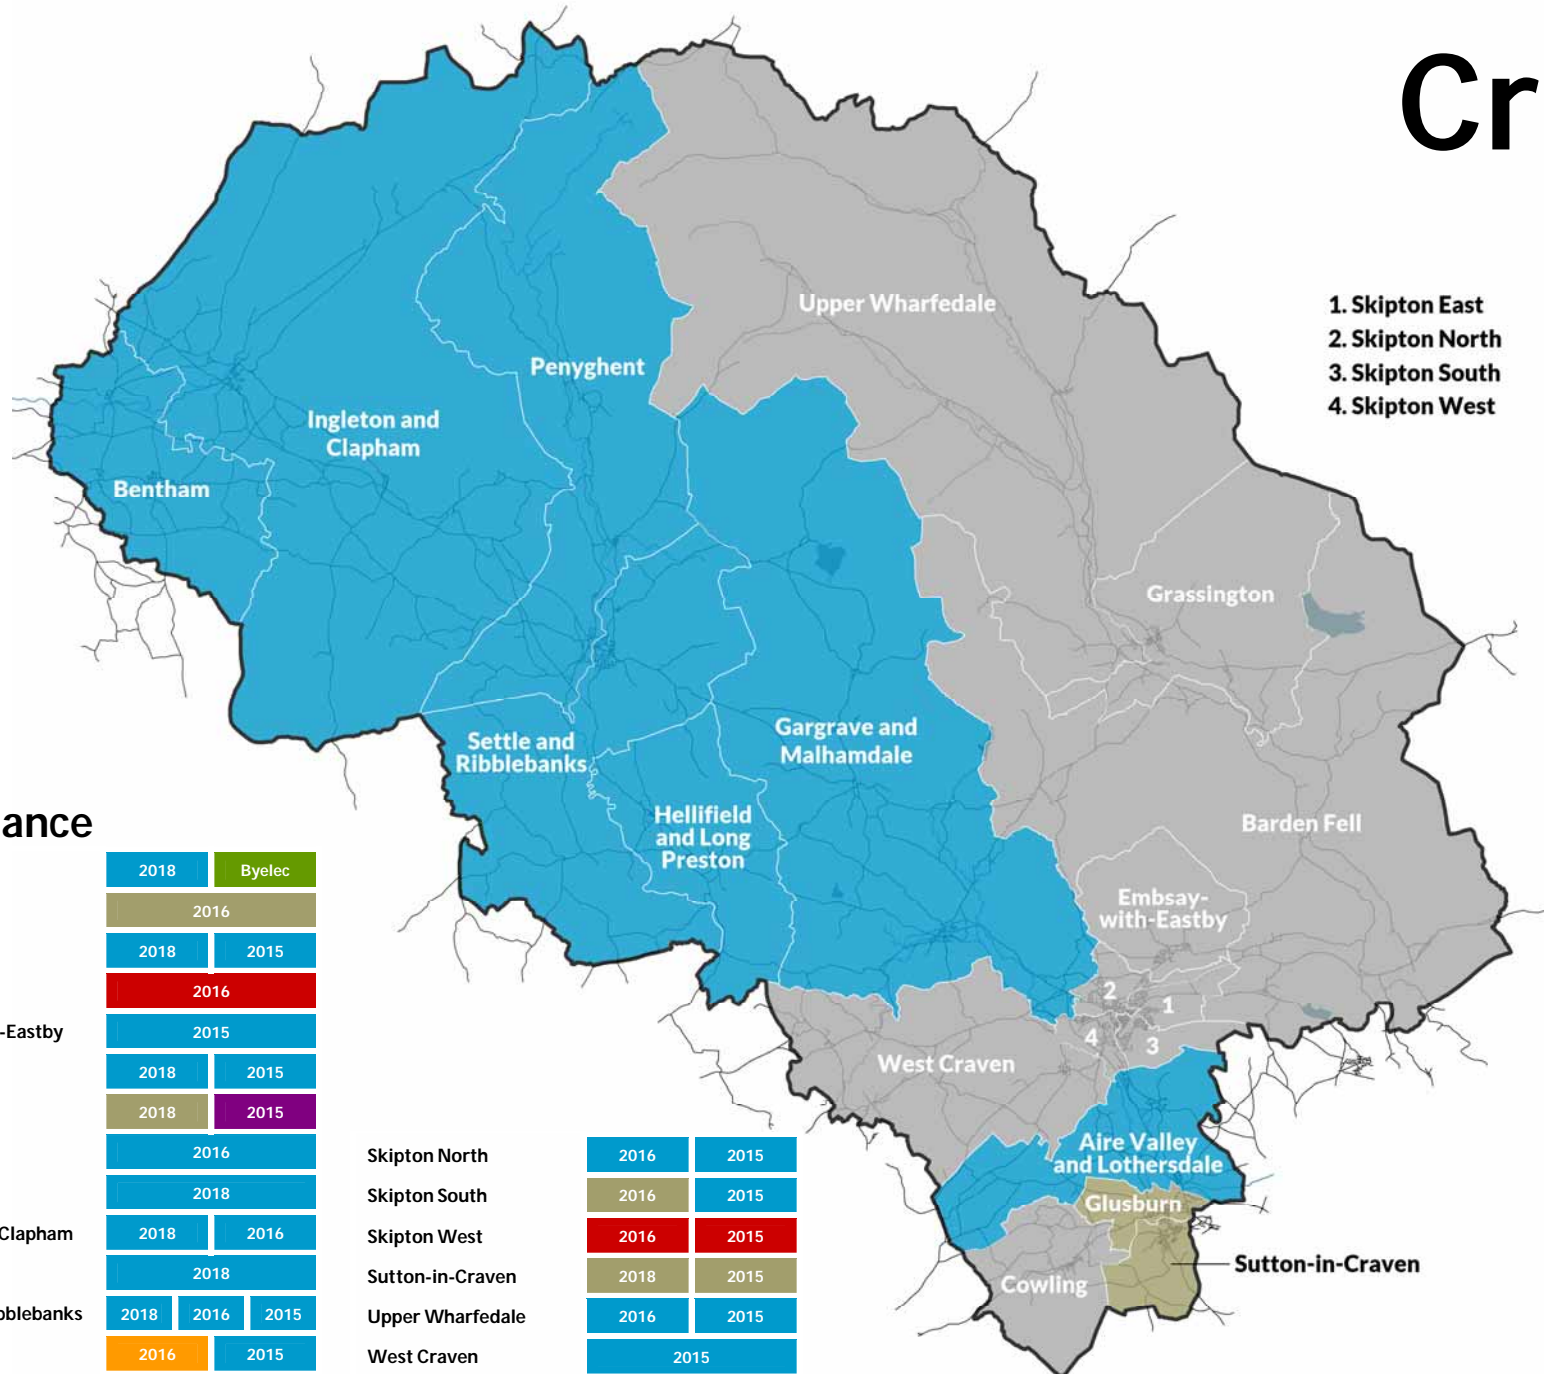 Cr
Upper Wharfedale
1. Skipton East
2. Skipton North
3. Skipton South
4. Skipton West
Penyghent
Ingleton and
Clapham
Bentham
Grassington
Settle and
Ribblebanks
Gargrave and
Malhamdale
Hellifield
and Long
Preston
Barden Fell
Embsay-
with-Eastby
2
1
4
3
West Craven
Aire Valley
and Lothersdale
Glusburn
Cowling
Sutton-in-Craven
ance
2018 Byelec
2016
2018 2015
2016
-Eastby 2015
2018 2015
2018 2015
2016
2018
Clapham 2018 2016
2018
bblebanks 2018 2016 2015
2016 2015
Skipton North 2016 2015
Skipton South 2016 2015
Skipton West 2016 2015
Sutton-in-Craven 2018 2015
Upper Wharfedale 2016 2015
West Craven 2015